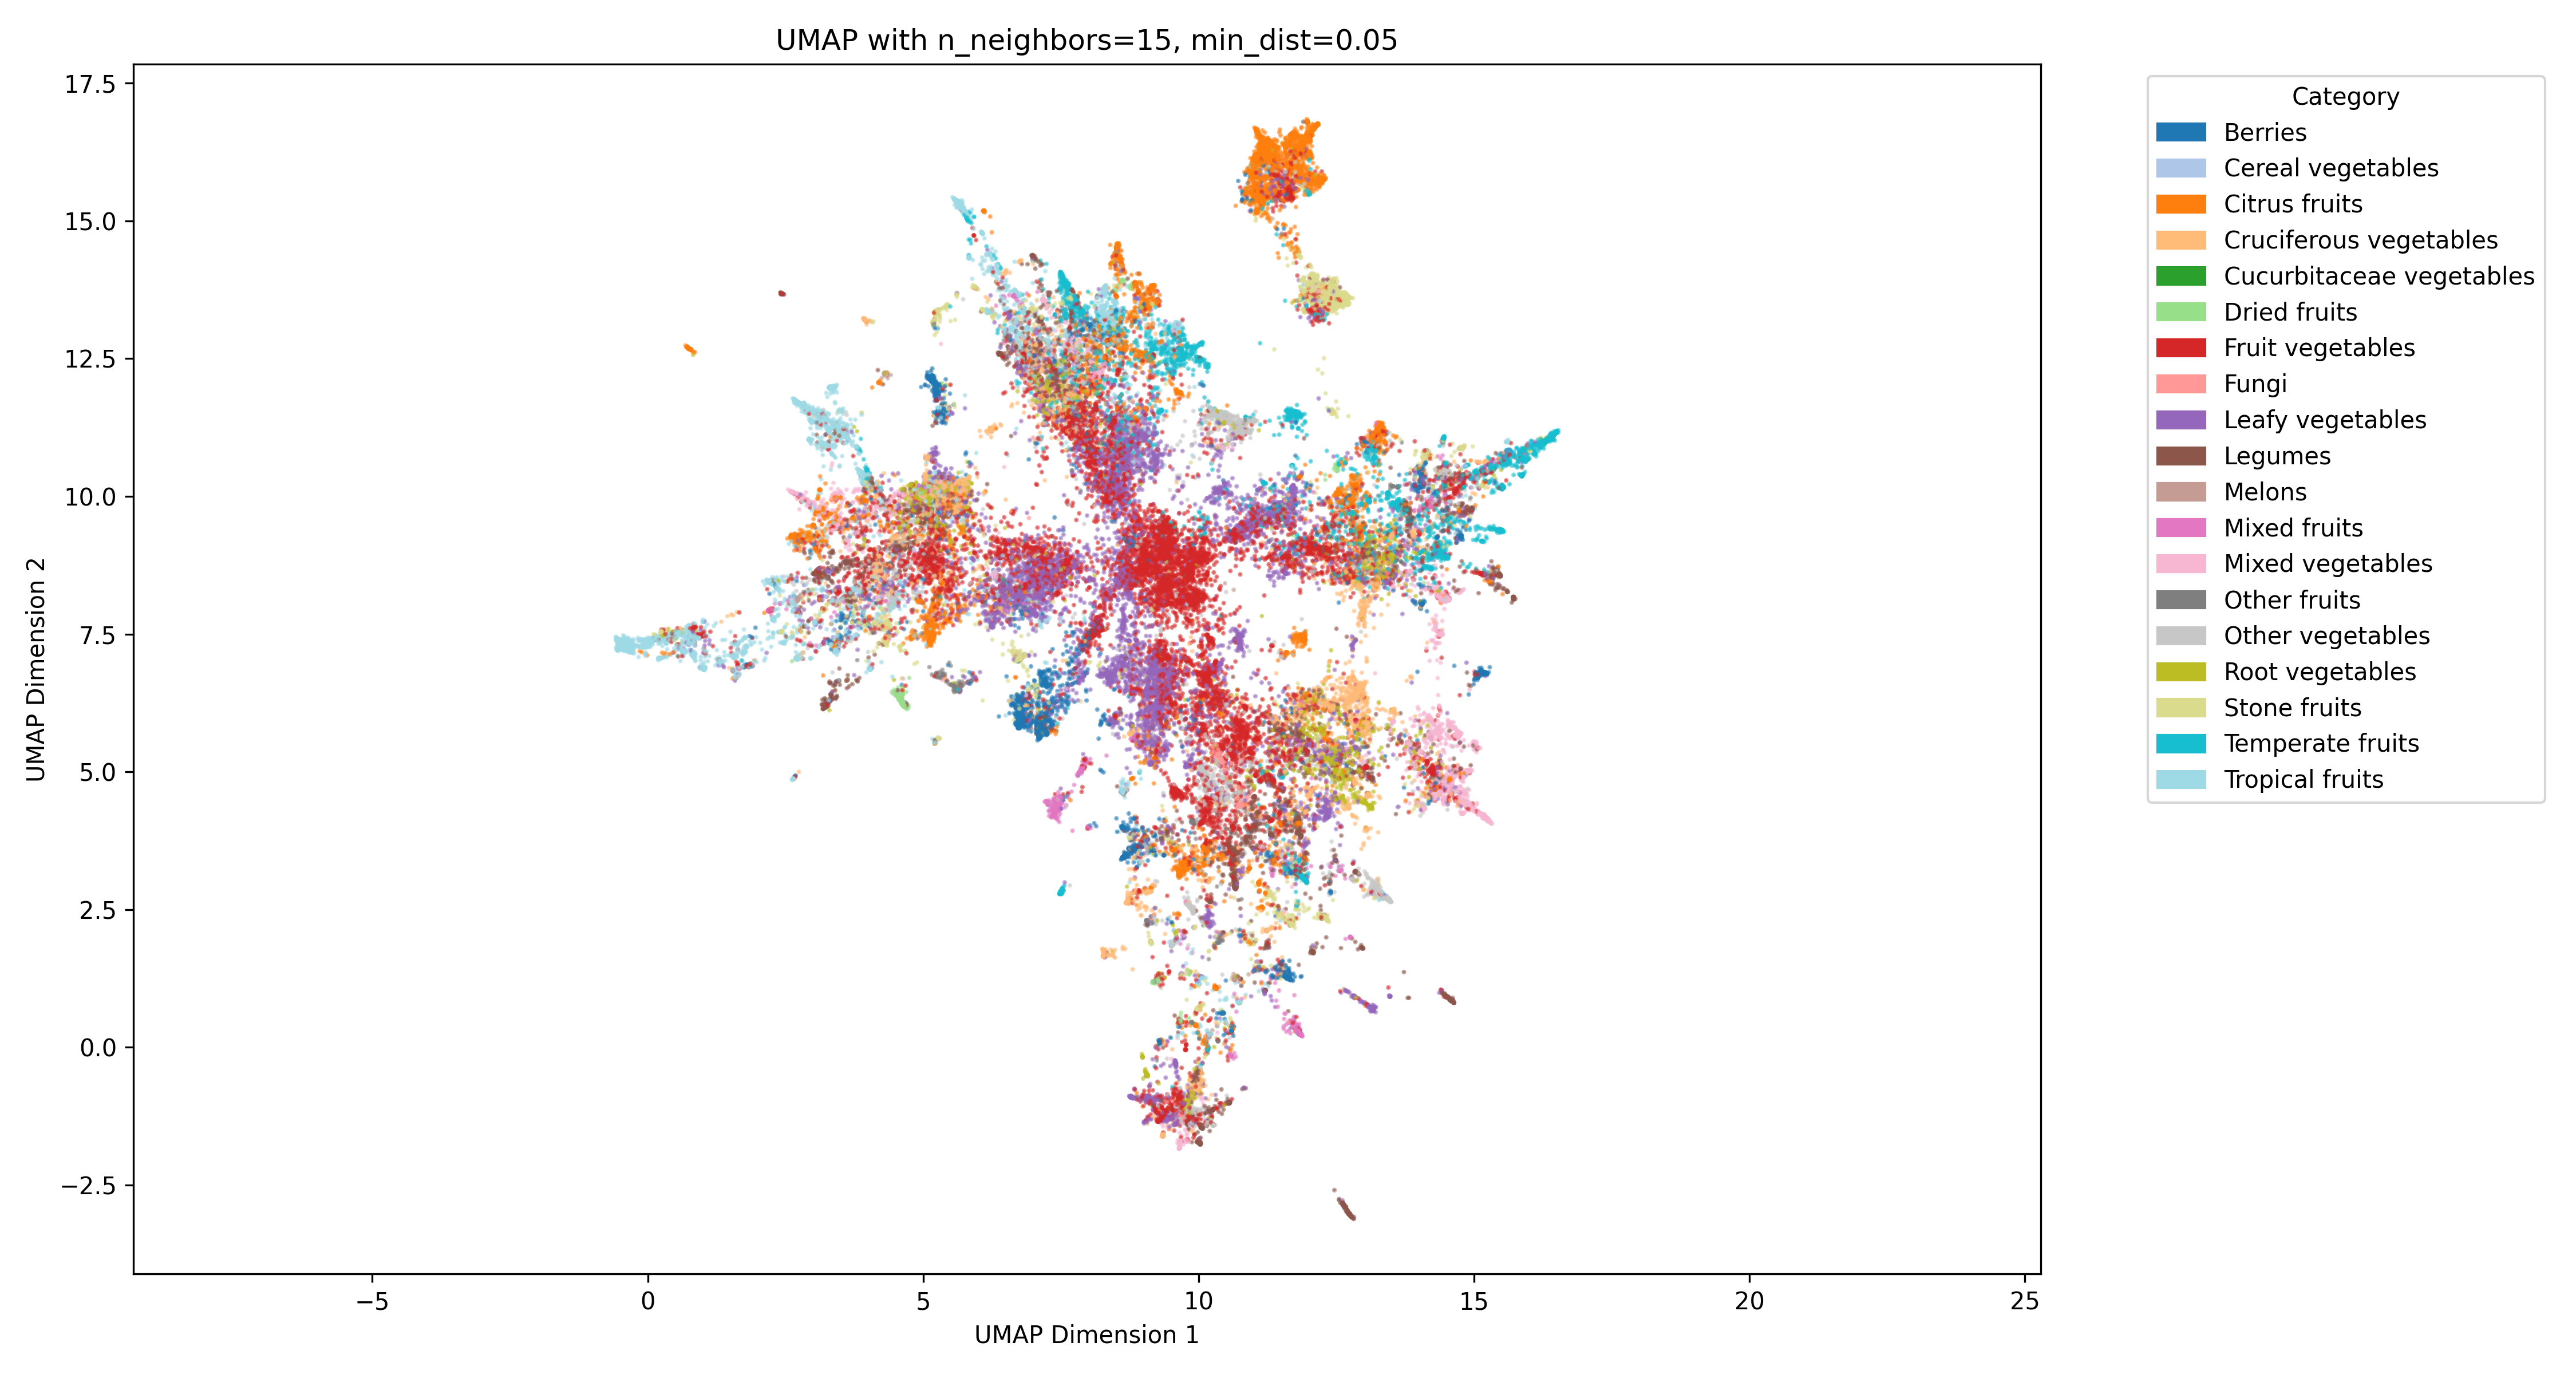 UMAP with n_neighbors=15, min_dist=0.05
17.5
15.0
12.5
10.0
7.5
5.0
2.5
0.0
−2.5
UMAP Dimension 2
−5
0
5
10
15
20
25
UMAP Dimension 1
Category
Berries
Cereal vegetables
Citrus fruits
Cruciferous vegetables
Cucurbitaceae vegetables
Dried fruits
Fruit vegetables
Fungi
Leafy vegetables
Legumes
Melons
Mixed fruits
Mixed vegetables
Other fruits
Other vegetables
Root vegetables
Stone fruits
Temperate fruits
Tropical fruits